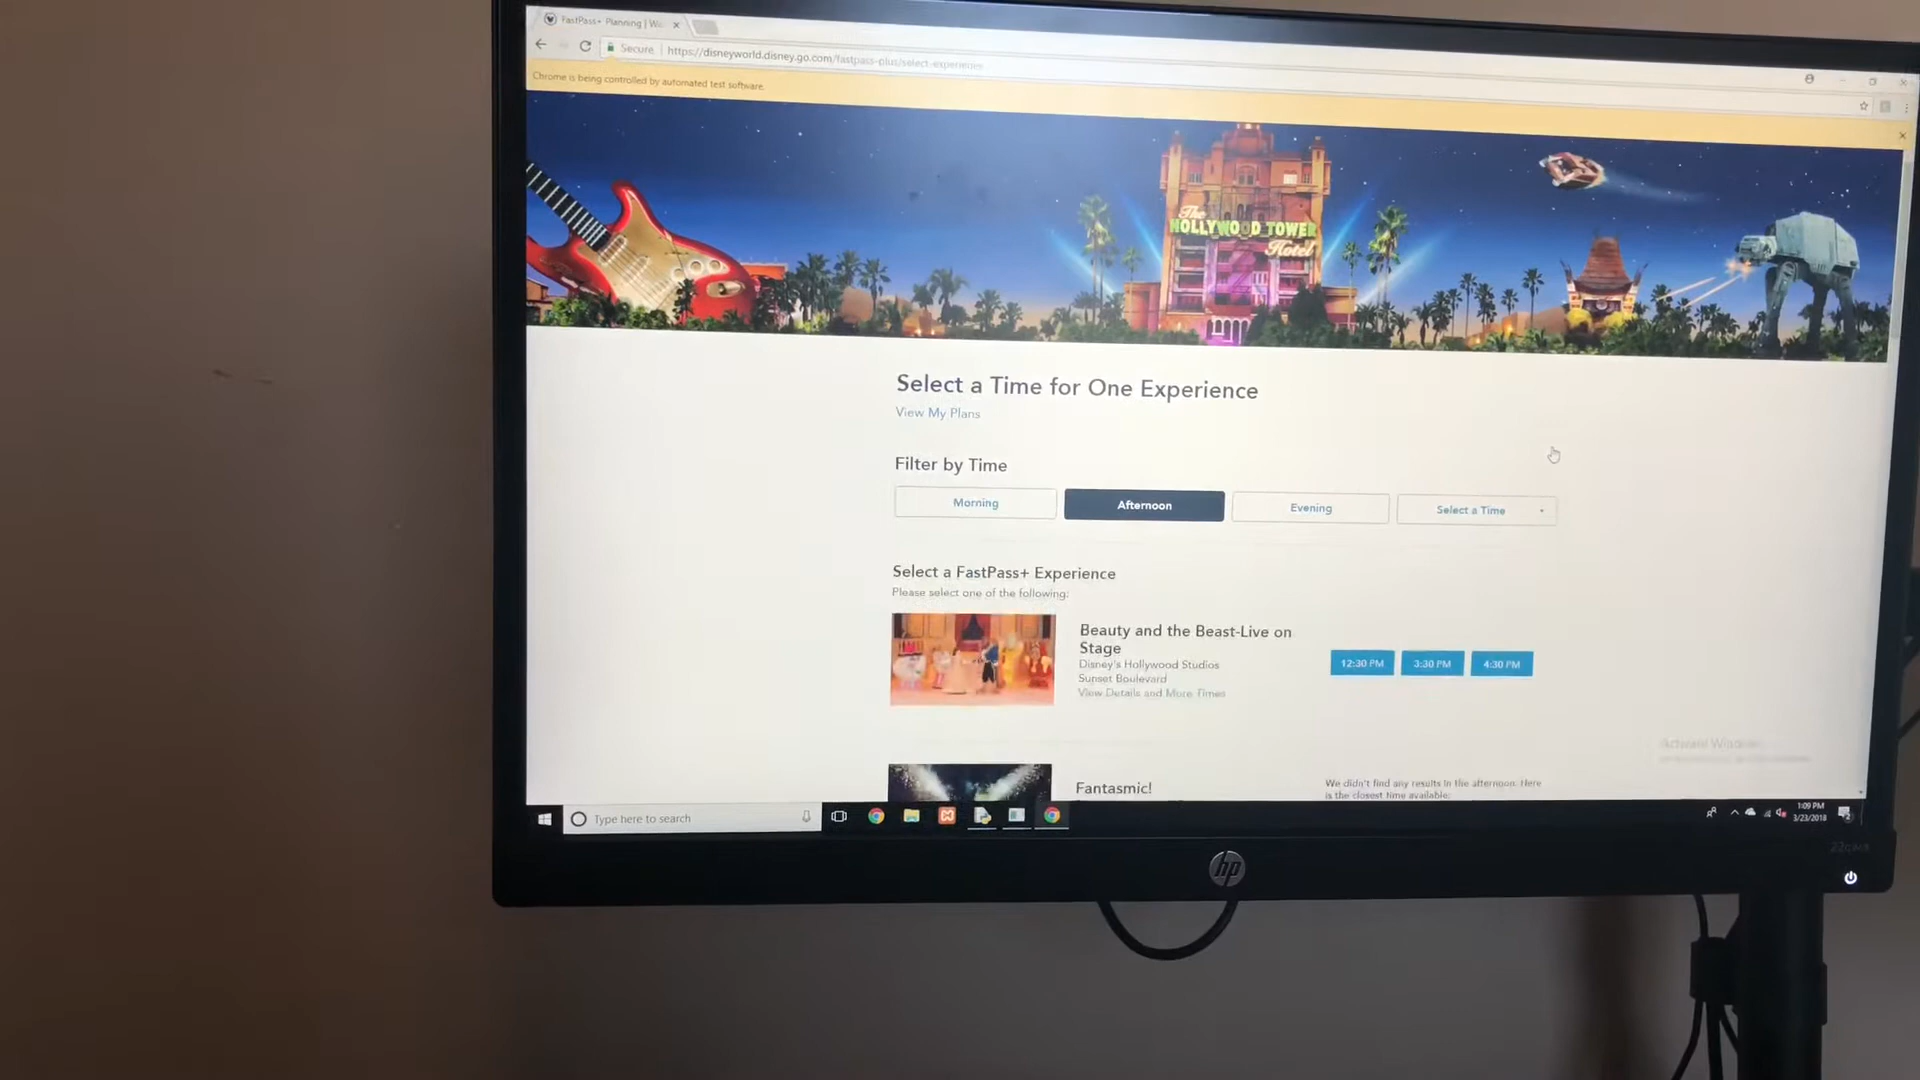 FastPass+ Planning | W
Secure
https://disneyworld.disney.go.com/fastpass-plus/select-experiences
Chrome is being controlled by automated test software.
The
HOLLYWOOD TOWER
Hotel
Select a Time for One Experience
View My Plans
Filter by Time
Morning
Afternoon
Evening
Select a Time
Select a FastPass+ Experience
Please select one of the following:
Beauty and the Beast-Live on
Stage
Disney's Hollywood Studios
Sunset Boulevard
View Details and More Times
12:30 PM
3:30 PM
4:30 PM
Fantasmic!
We didn't find any results in the afternoon. Here
is the closest time available:
Activate Windows
Type here to search
1:09 PM
3/23/2018
hp